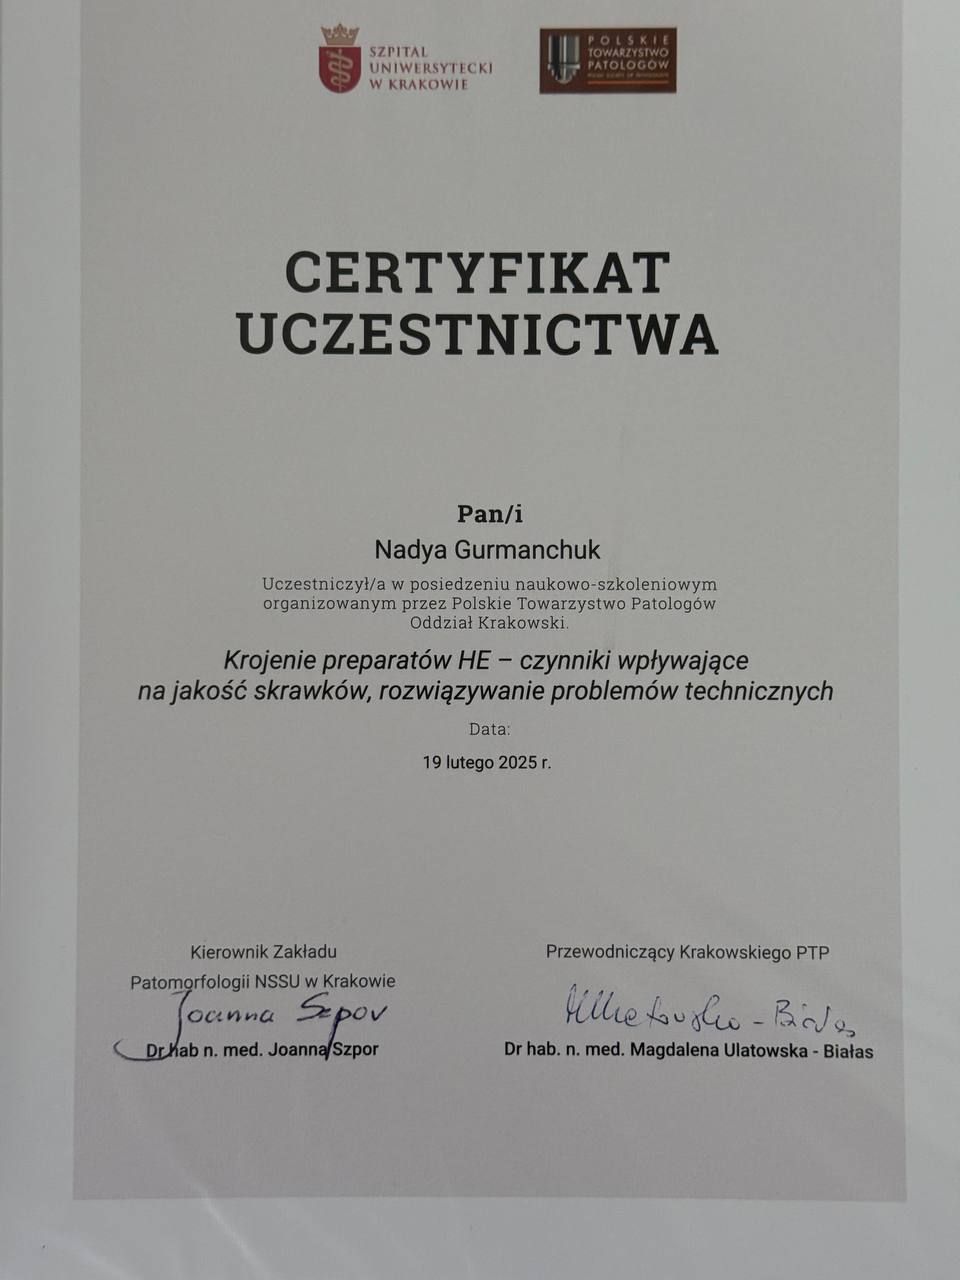 SZPITAL
UNIWERSYTECKI
W KRAKOWIE
POLSKIE
TOWARZYSTWO
PATOLOGÓW
CERTYFIKAT
UCZESTNICTWA
Pan/i
Nadya Gurmanchuk
Uczestniczył/a w posiedzeniu naukowo-szkoleniowym
organizowanym przez Polskie Towarzystwo Patologów
Oddział Krakowski.
Krojenie preparatów HE – czynniki wpływające
na jakość skrawków, rozwiązywanie problemów technicznych
Data:
19 lutego 2025 r.
Kierownik Zakładu
Patomorfologii NSSU w Krakowie
Joanna Szpor
Dr hab n. med. Joanna Szpor
Przewodniczący Krakowskiego PTP
Dr hab. n. med. Magdalena Ulatowska - Białas